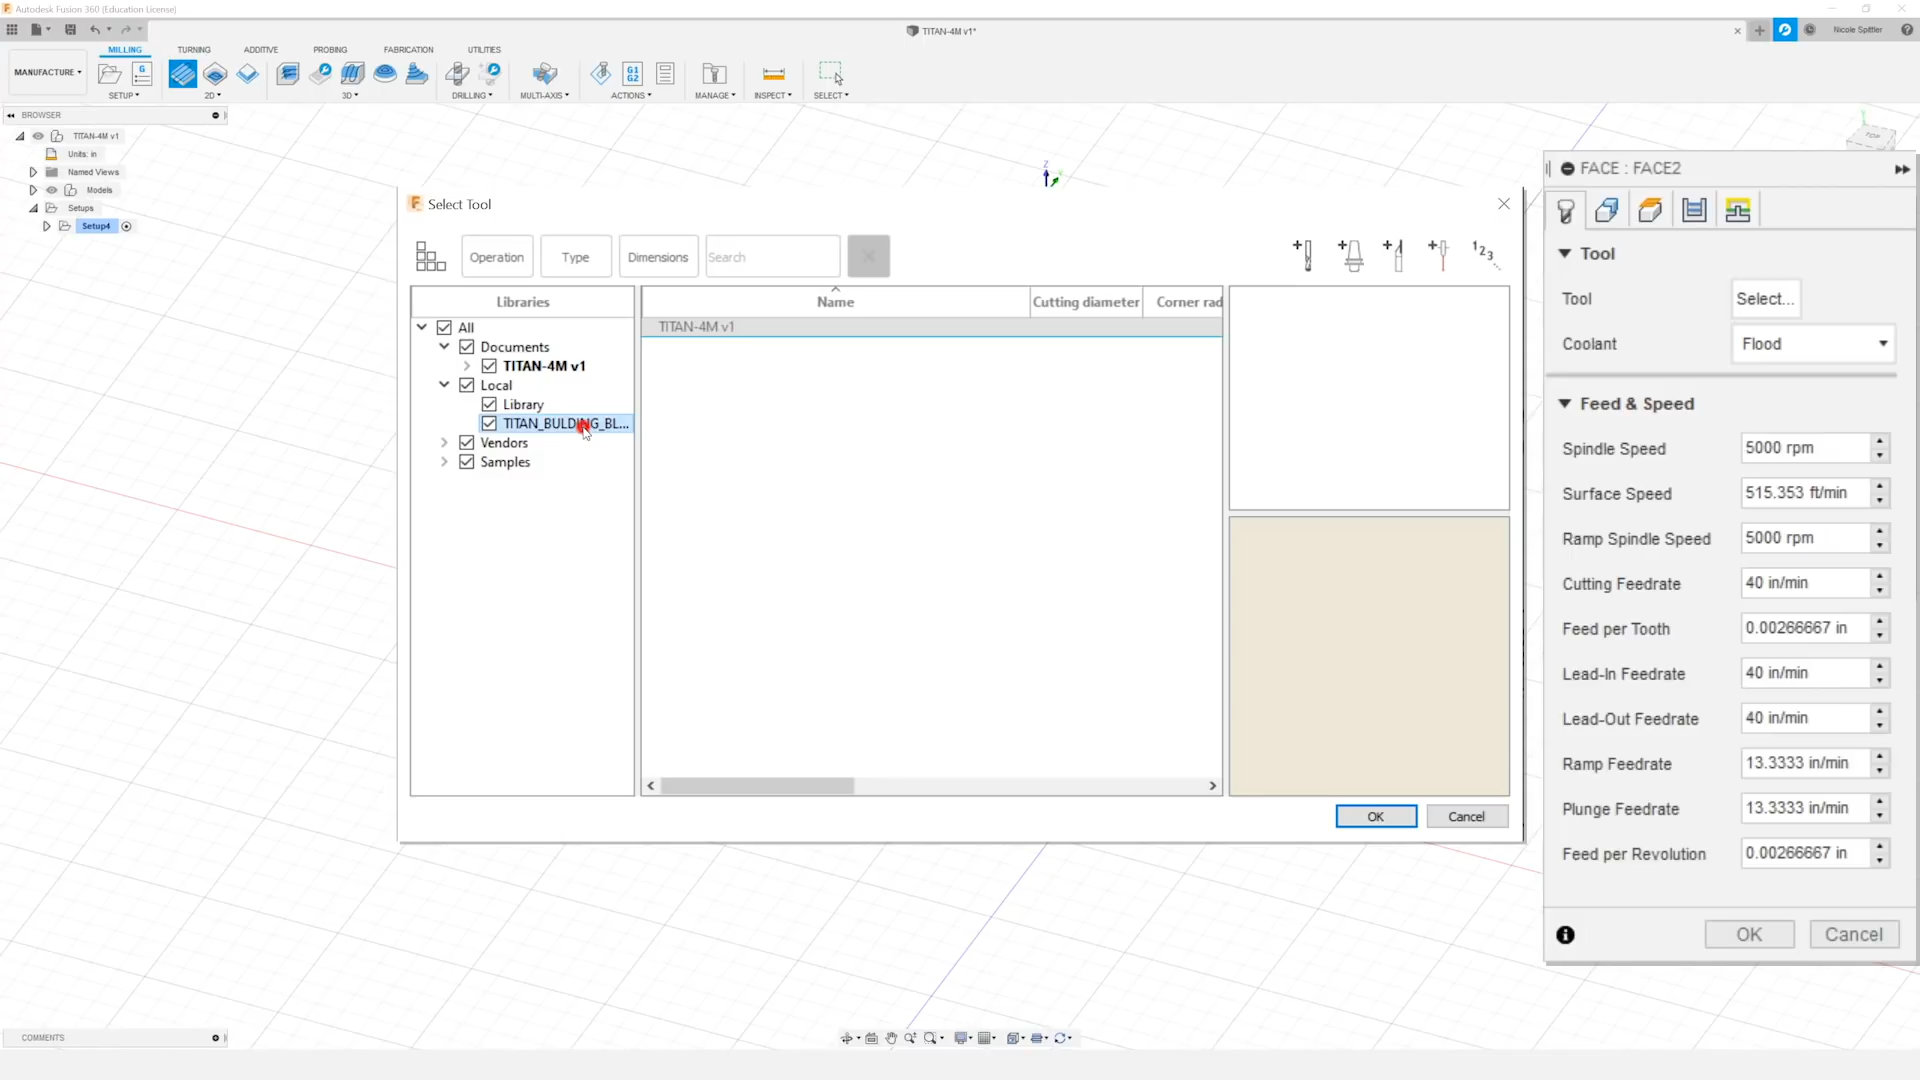 Autodesk Fusion 360 (Education License)
TITAN-4M v1*
Nicole Spittler
MANUFACTURE
MILLING
TURNING
ADDITIVE
PROBING
FABRICATION
UTILITIES
G1
G2
SETUP
2D
3D
DRILLING
MULTI-AXIS
ACTIONS
MANAGE
INSPECT
SELECT
BROWSER
TITAN-4M v1
Units: in
Named Views
Models
Setups
Setup4
Z
TOP
Select Tool
Operation
Type
Dimensions
Search
1 2 3
Libraries
All
Documents
TITAN-4M v1
Local
Library
TITAN_BULDING_BL...
Vendors
Samples
Name
Cutting diameter
Corner rad
TITAN-4M v1
OK
Cancel
FACE : FACE2
Tool
Tool
Select...
Coolant
Flood
Feed & Speed
Spindle Speed
5000 rpm
Surface Speed
515.353 ft/min
Ramp Spindle Speed
5000 rpm
Cutting Feedrate
40 in/min
Feed per Tooth
0.00266667 in
Lead-In Feedrate
40 in/min
Lead-Out Feedrate
40 in/min
Ramp Feedrate
13.3333 in/min
Plunge Feedrate
13.3333 in/min
Feed per Revolution
0.00266667 in
OK
Cancel
COMMENTS